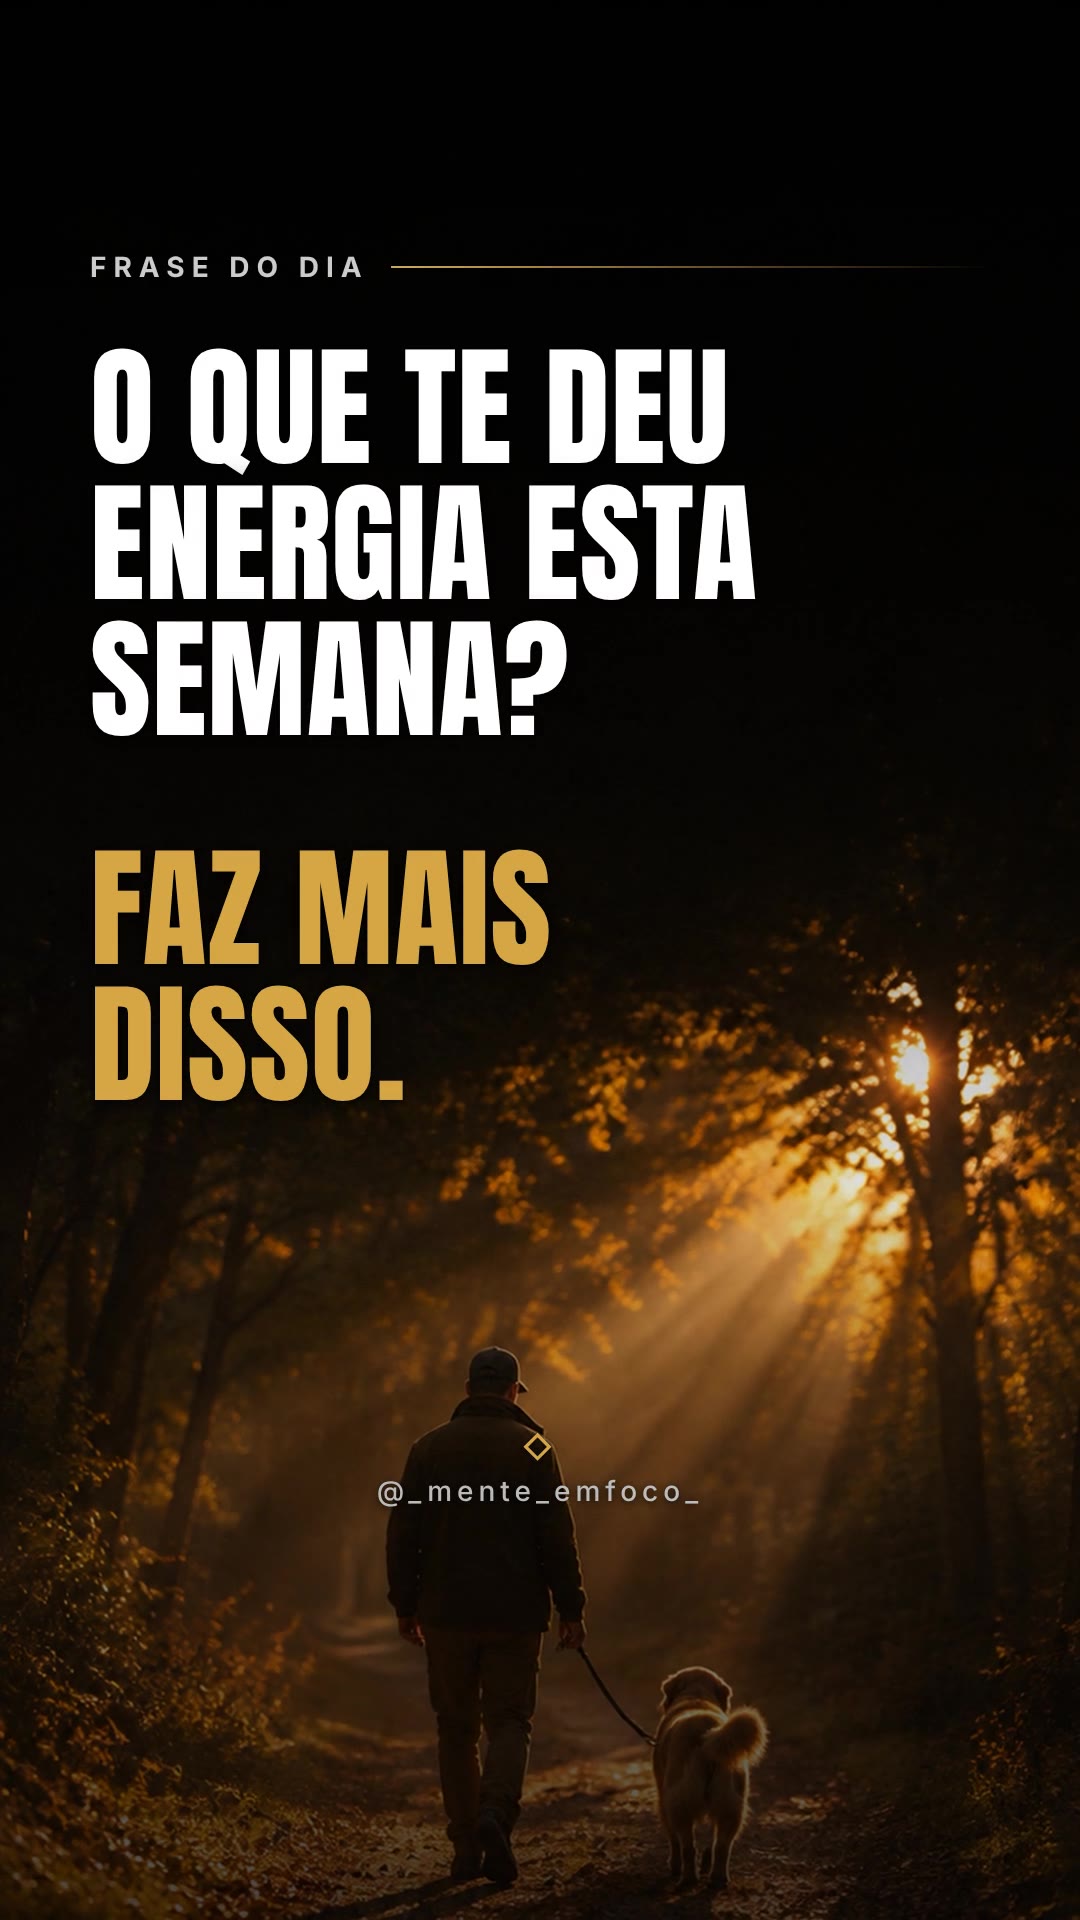 FRASE DO DIA
O QUE TE DEU
ENERGIA ESTA
SEMANA?
FAZ MAIS
DISSO.
@_mente_emfoco_